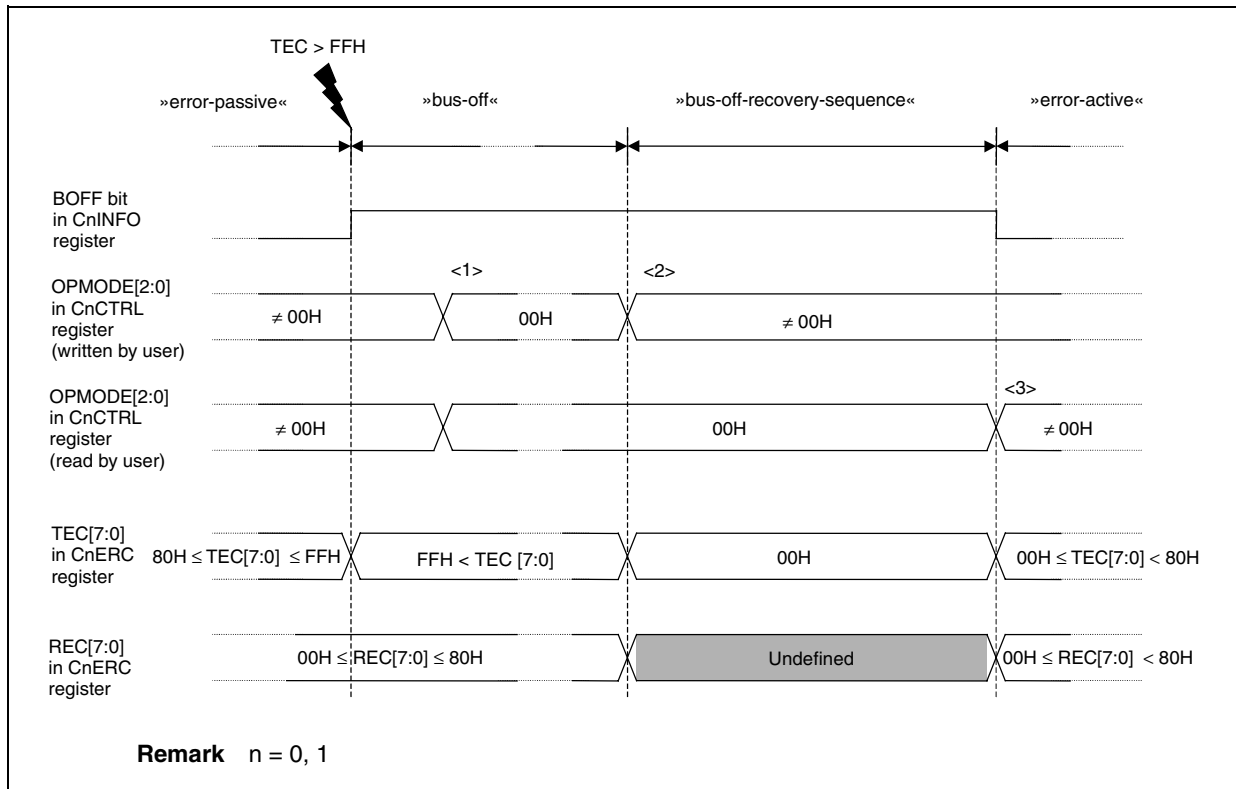 TEC > FFH
»error-passive«
»bus-off«
»bus-off-recovery-sequence«
»error-active«
BOFF bit
in CnINFO
register
<1>
<2>
OPMODE[2:0]
in CnCTRL
register
(written by user)
≠ 00H
00H
≠ 00H
<3>
OPMODE[2:0]
in CnCTRL
register
(read by user)
≠ 00H
00H
≠ 00H
TEC[7:0]
in CnERC
register
80H ≤ TEC[7:0] ≤ FFH
FFH < TEC [7:0]
00H
00H ≤ TEC[7:0] < 80H
REC[7:0]
in CnERC
register
00H ≤ REC[7:0] ≤ 80H
Undefined
00H ≤ REC[7:0] < 80H
Remark n = 0, 1